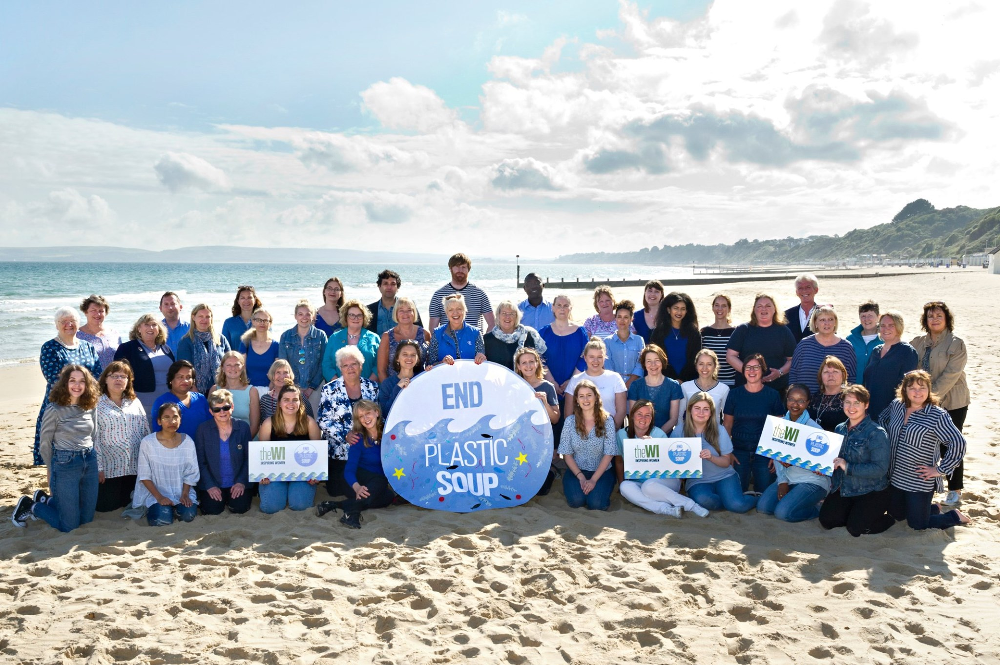 END
PLASTIC
SOUP
theWI
INSPIRING WOMEN
END
PLASTIC
SOUP
theWI
INSPIRING WOMEN
END
PLASTIC
SOUP
theWI
INSPIRING WOMEN
END
PLASTIC
SOUP